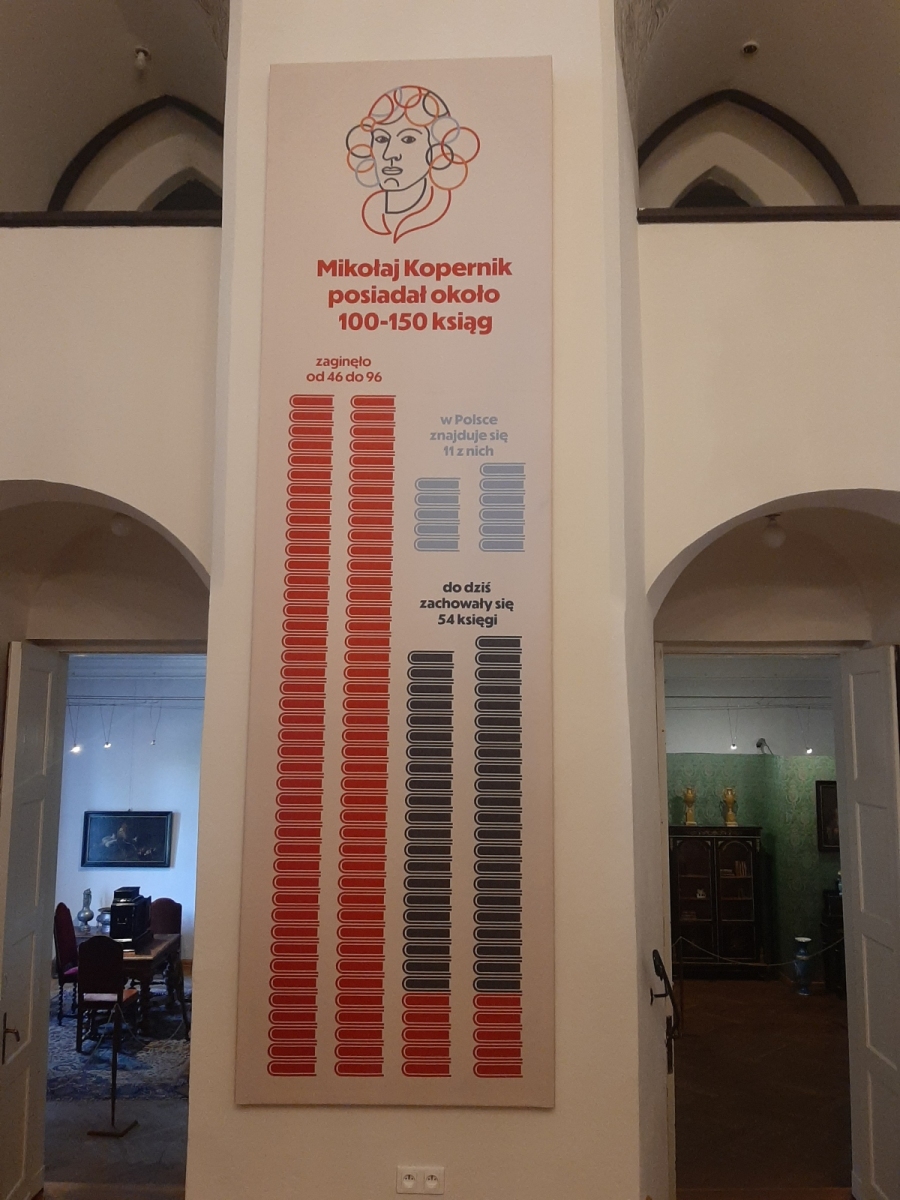 Mikołaj Kopernik
posiadał około
100-150 ksiąg
zaginęło
od 46 do 96
w Polsce
znajduje się
11 z nich
do dziś
zachowały się
54 księgi